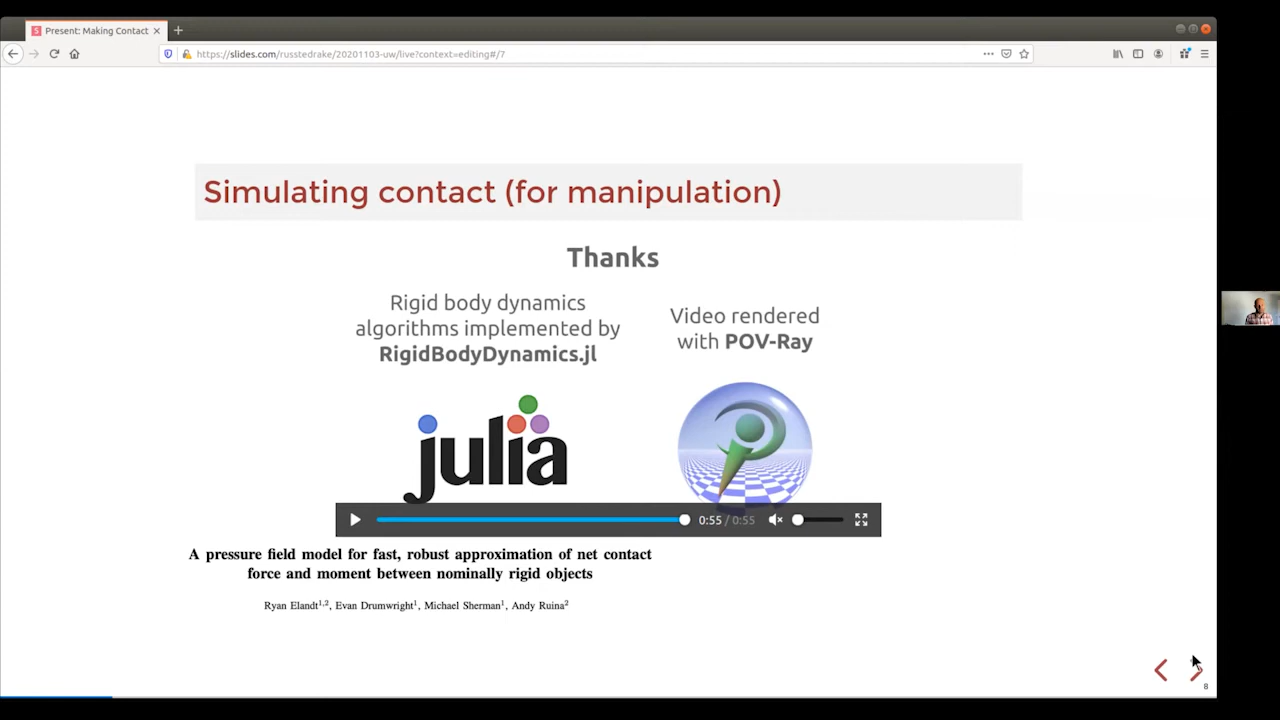 Present: Making Contact
https://slides.com/russtedrake/20201103-uw/live?context=editing#/7
Simulating contact (for manipulation)
Thanks
Rigid body dynamics
algorithms implemented by
RigidBodyDynamics.jl
Video rendered
with POV-Ray
julia
0:55 / 0:55
A pressure field model for fast, robust approximation of net contact
force and moment between nominally rigid objects
Ryan Elandt1,2, Evan Drumwright1, Michael Sherman1, Andy Ruina2
8